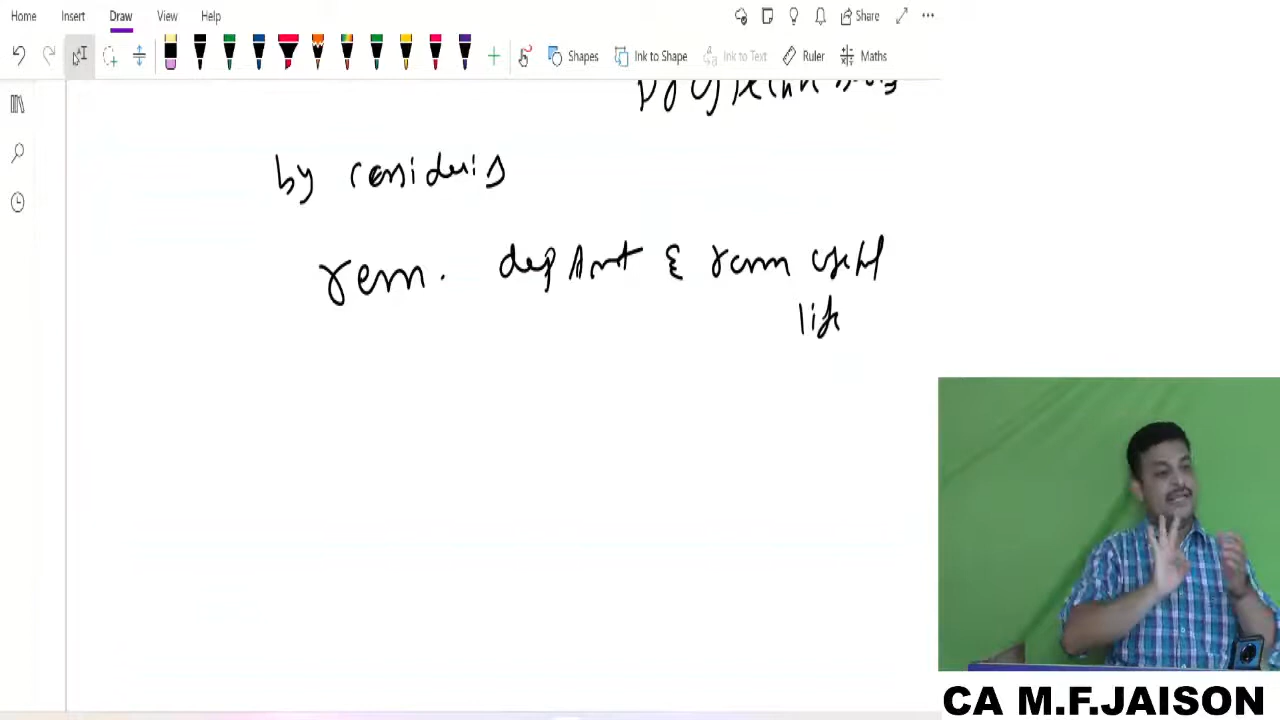 Home Insert Draw View Help Share
Shapes Ink to Shape Ink to Text Ruler Maths
by
rem. dep Amt & rem useful
life
CA M.F.JAISON